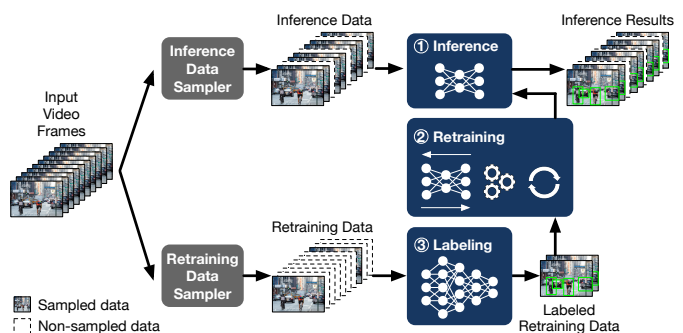 Inference Data
Inference Results
Inference
Data
Sampler
① Inference
Input
Video
Frames
② Retraining
Retraining Data
Retraining
Data
Sampler
③ Labeling
Sampled data
Non-sampled data
Labeled
Retraining Data